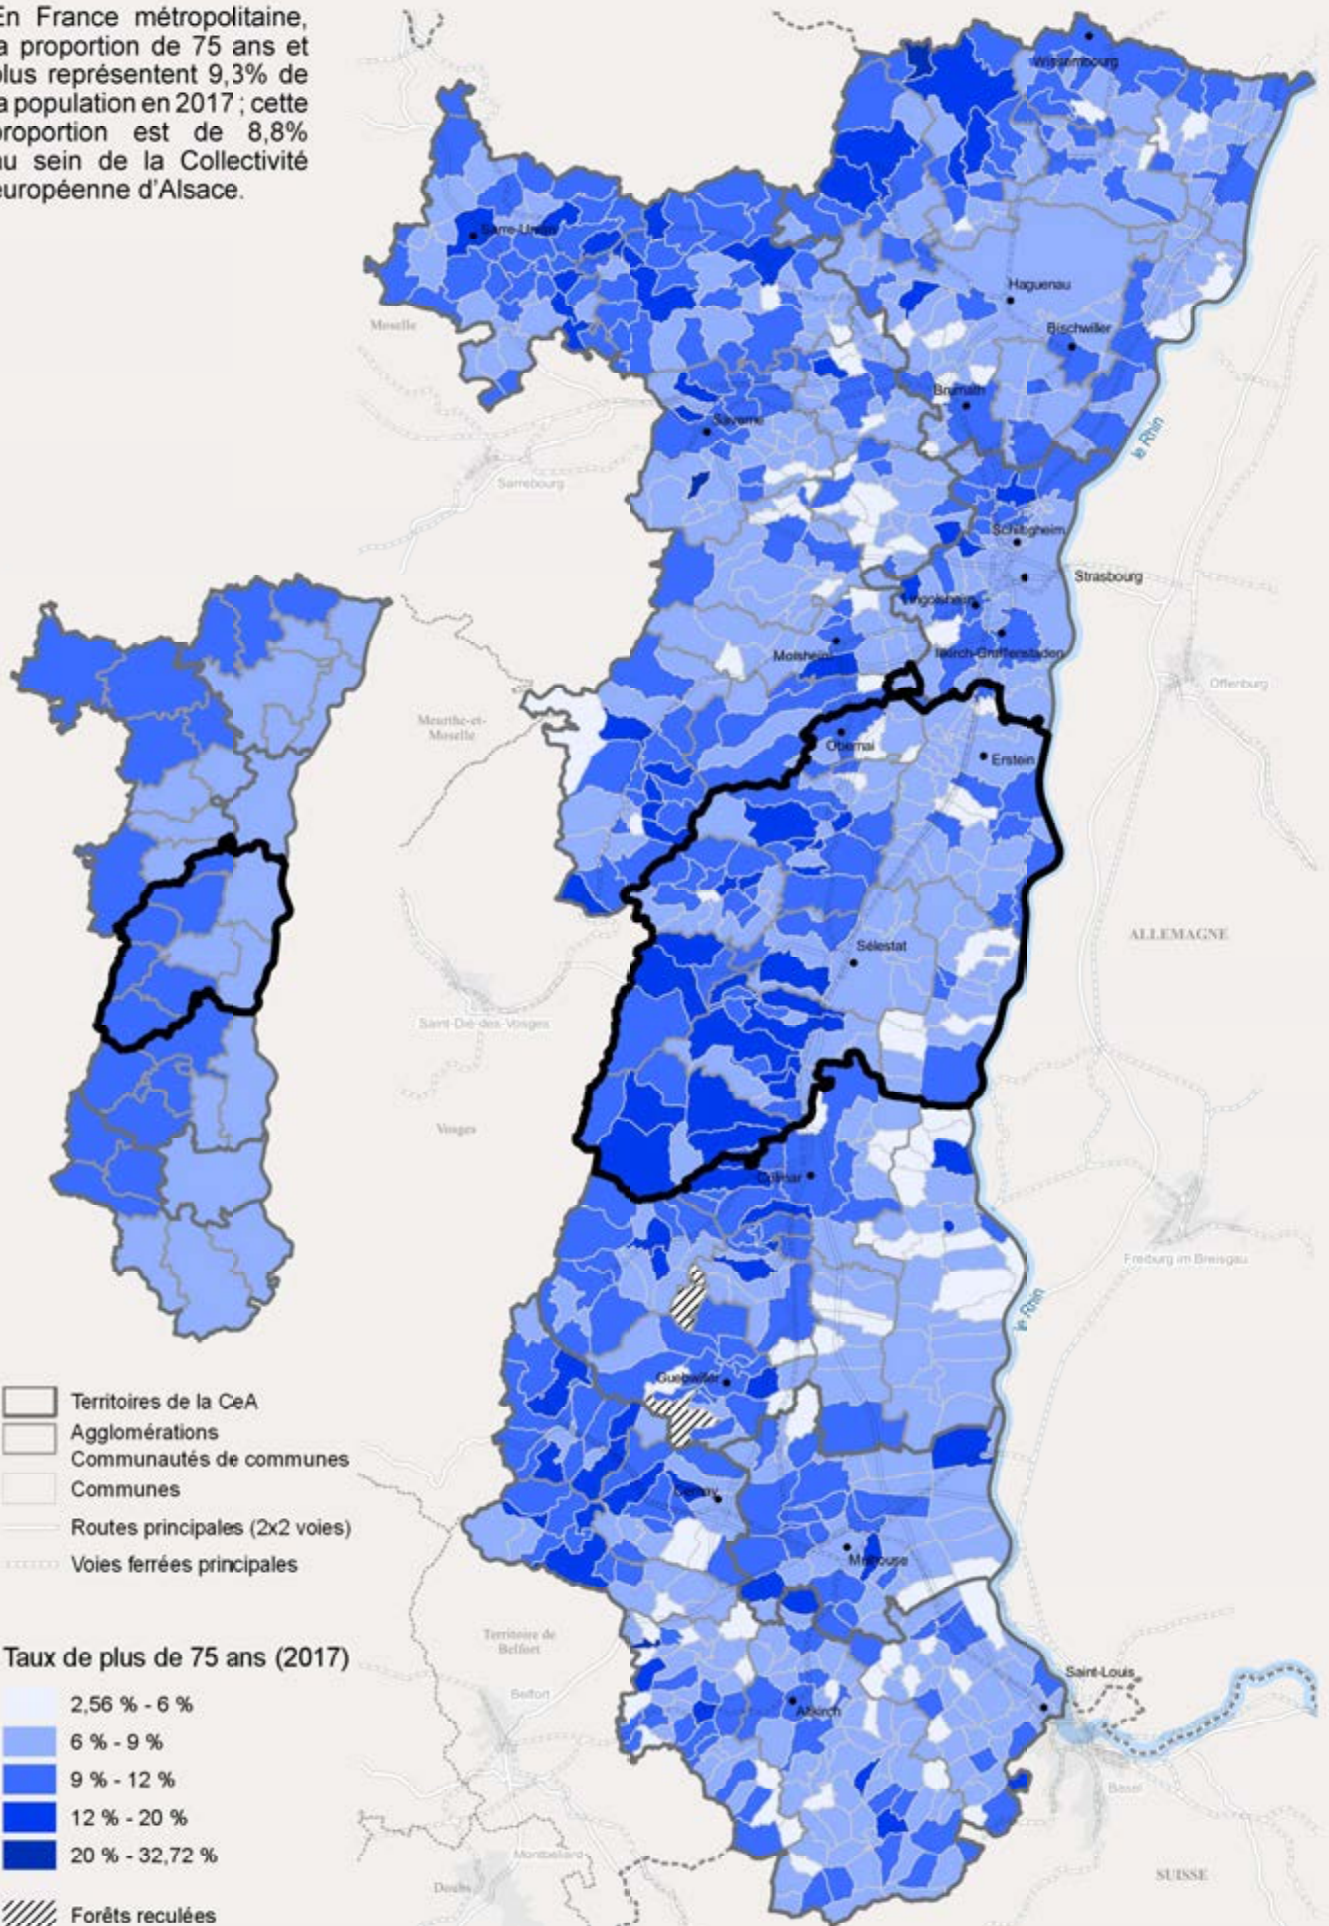 En France métropolitaine,
la proportion de 75 ans et
plus représentent 9,3% de
la population en 2017 ; cette
proportion est de 8,8%
au sein de la Collectivité
européenne d'Alsace.
Wissembourg
Sarre-Union
Haguenau
Moselle
Bischwiller
Brumath
Saverne
le Rhin
Sarrebourg
Schiltigheim
Strasbourg
Lingolsheim
Molsheim
Illkirch-Graffenstaden
Offenburg
Meurthe-et-
Moselle
Obernai
Erstein
ALLEMAGNE
Sélestat
Saint-Dié-des-Vosges
Vosges
Colmar
Freiburg im Breisgau
le Rhin
Guebwiller
Territoires de la CeA
Agglomérations
Communautés de communes
Communes
Cernay
Routes principales (2x2 voies)
Mulhouse
Voies ferrées principales
Territoire de
Belfort
Taux de plus de 75 ans (2017)
Saint-Louis
Belfort
2,56 % - 6 %
Altkirch
6 % - 9 %
9 % - 12 %
Basel
12 % - 20 %
20 % - 32,72 %
Montbéliard
SUISSE
Doubs
Forêts reculées